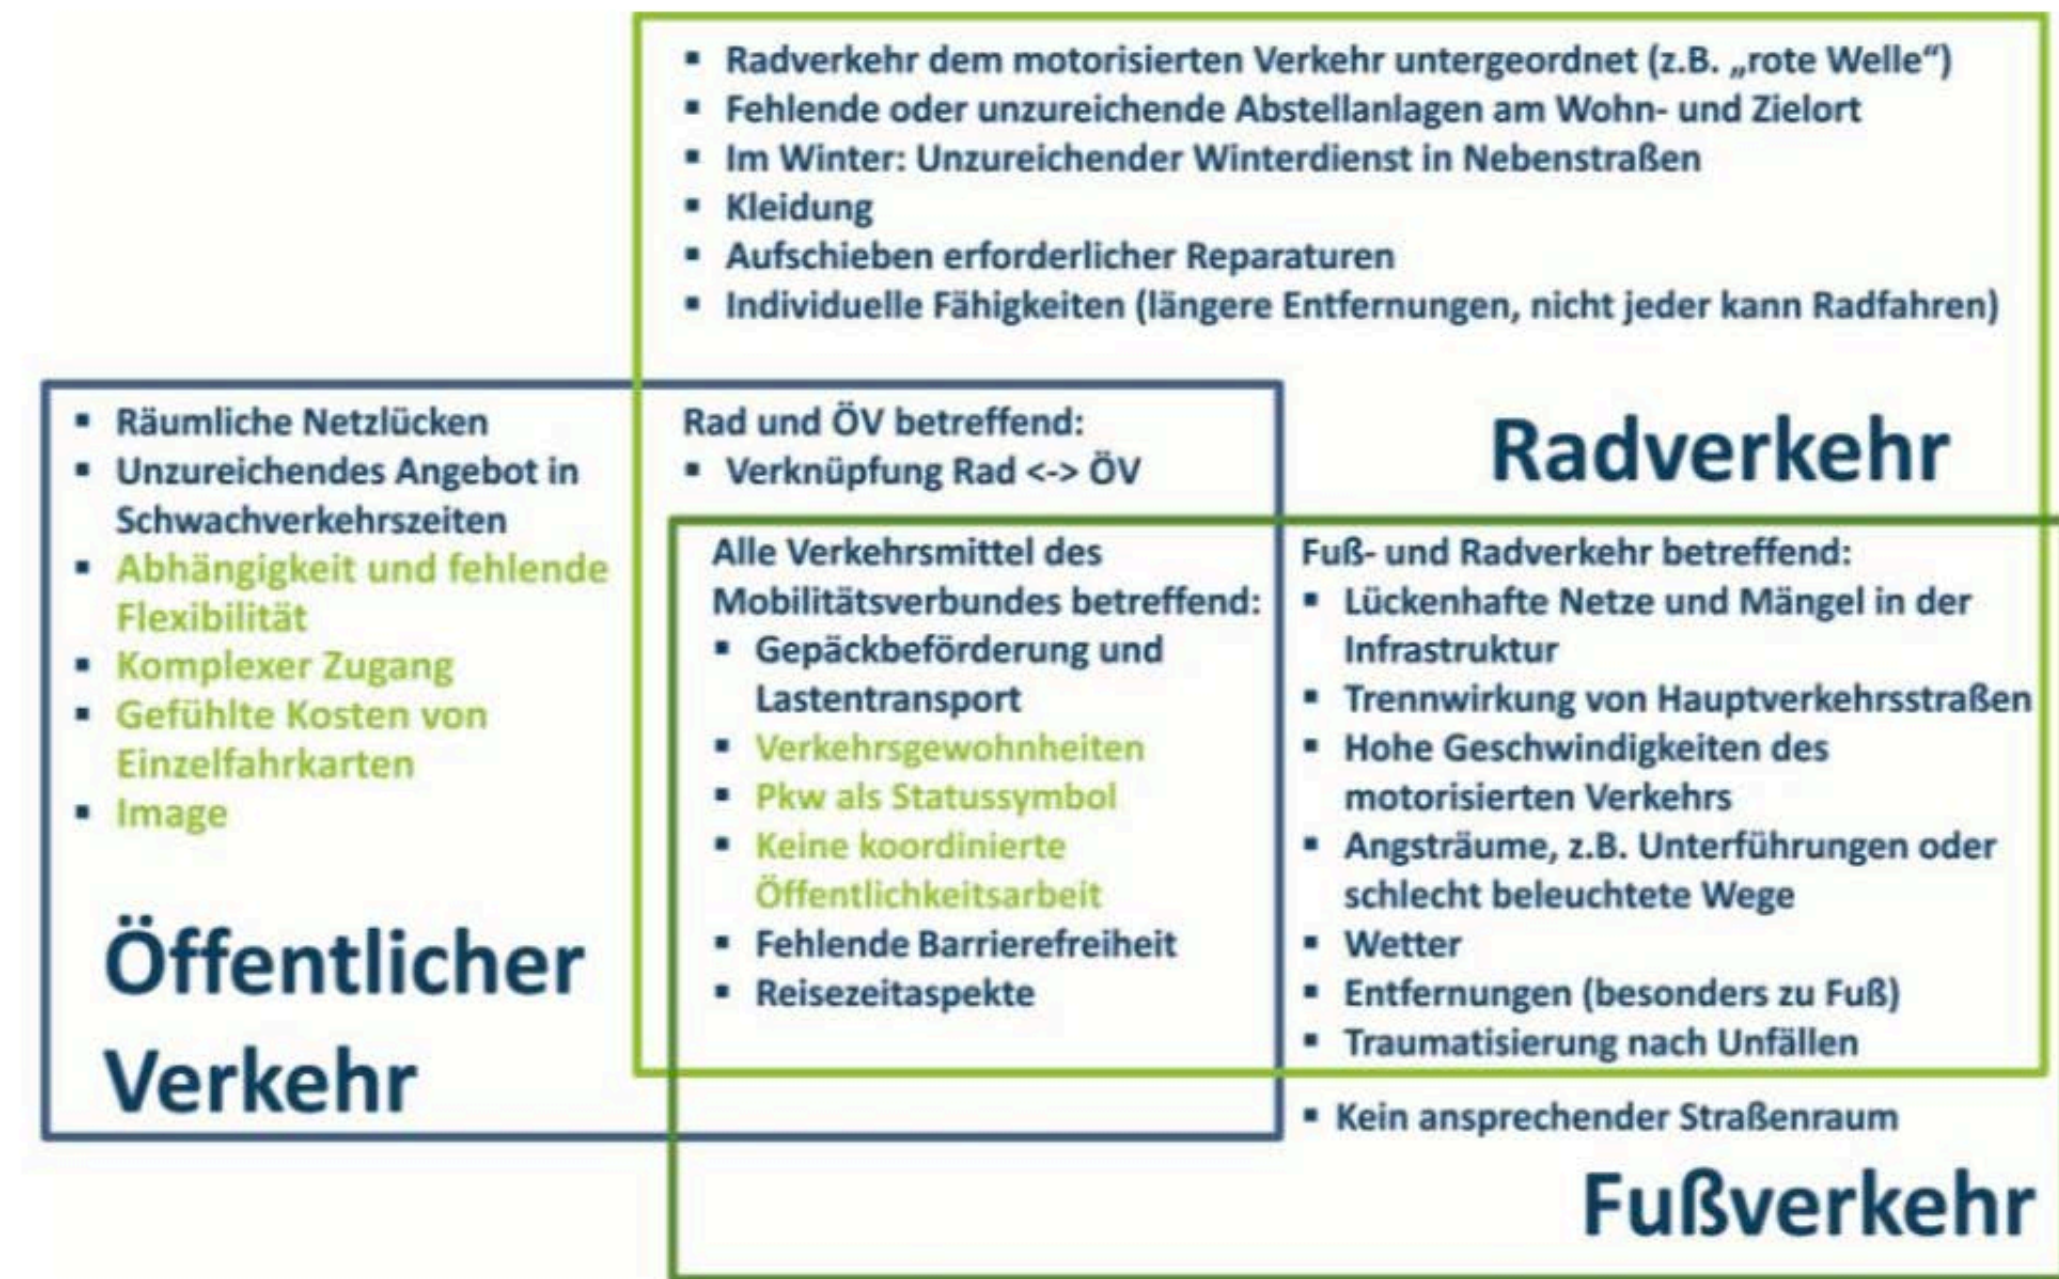 ▪ Radverkehr dem motorisierten Verkehr untergeordnet (z.B. „rote Welle“)
▪ Fehlende oder unzureichende Abstellanlagen am Wohn- und Zielort
▪ Im Winter: Unzureichender Winterdienst in Nebenstraßen
▪ Kleidung
▪ Aufschieben erforderlicher Reparaturen
▪ Individuelle Fähigkeiten (längere Entfernungen, nicht jeder kann Radfahren)
Radverkehr
▪ Räumliche Netzlücken
▪ Unzureichendes Angebot in
Schwachverkehrszeiten
▪ Abhängigkeit und fehlende
Flexibilität
▪ Komplexer Zugang
▪ Gefühlte Kosten von
Einzelfahrkarten
▪ Image
Öffentlicher
Verkehr
Rad und ÖV betreffend:
▪ Verknüpfung Rad <-> ÖV
Alle Verkehrsmittel des
Mobilitätsverbundes betreffend:
▪ Gepäckbeförderung und
Lastentransport
▪ Verkehrsgewohnheiten
▪ Pkw als Statussymbol
▪ Keine koordinierte
Öffentlichkeitsarbeit
▪ Fehlende Barrierefreiheit
▪ Reisezeitaspekte
Fuß- und Radverkehr betreffend:
▪ Lückenhafte Netze und Mängel in der
Infrastruktur
▪ Trennwirkung von Hauptverkehrsstraßen
▪ Hohe Geschwindigkeiten des
motorisierten Verkehrs
▪ Angsträume, z.B. Unterführungen oder
schlecht beleuchtete Wege
▪ Wetter
▪ Entfernungen (besonders zu Fuß)
▪ Traumatisierung nach Unfällen
▪ Kein ansprechender Straßenraum
Fußverkehr